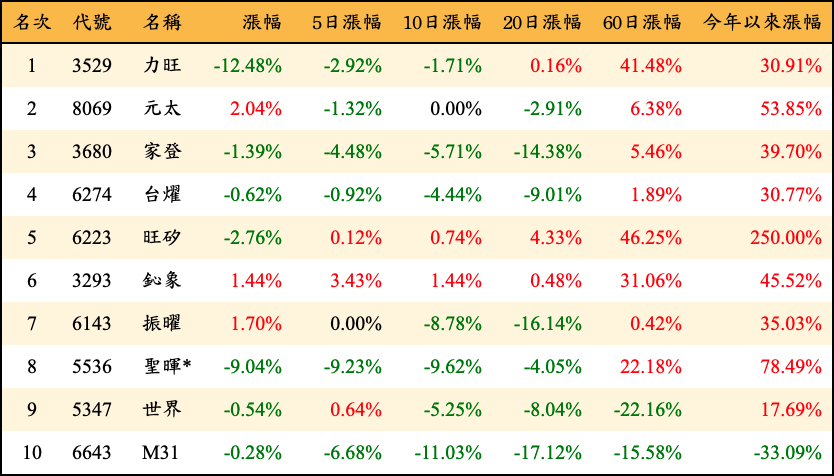 名次 代號 名稱 漲幅 5日漲幅 10日漲幅 20日漲幅 60日漲幅 今年以來漲幅
1 3529 力旺 -12.48% -2.92% -1.71% 0.16% 41.48% 30.91%
2 8069 元太 2.04% -1.32% 0.00% -2.91% 6.38% 53.85%
3 3680 家登 -1.39% -4.48% -5.71% -14.38% 5.46% 39.70%
4 6274 台燿 -0.62% -0.92% -4.44% -9.01% 1.89% 30.77%
5 6223 旺矽 -2.76% 0.12% 0.74% 4.33% 46.25% 250.00%
6 3293 鈊象 1.44% 3.43% 1.44% 0.48% 31.06% 45.52%
7 6143 振曜 1.70% 0.00% -8.78% -16.14% 0.42% 35.03%
8 5536 聖暉* -9.04% -9.23% -9.62% -4.05% 22.18% 78.49%
9 5347 世界 -0.54% 0.64% -5.25% -8.04% -22.16% 17.69%
10 6643 M31 -0.28% -6.68% -11.03% -17.12% -15.58% -33.09%